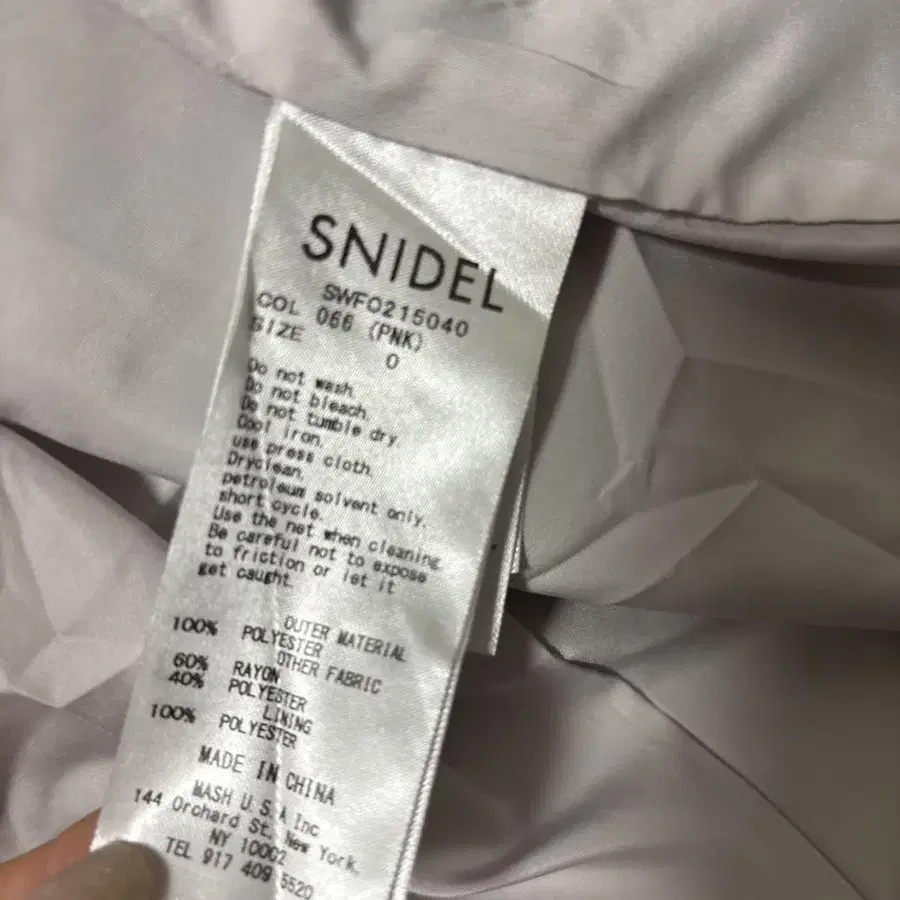 SNIDEL
SWFO215040
COL 066 (PNK)
SIZE 0
Do not wash.
Do not bleach.
Do not tumble dry
Cool iron.
use press cloth.
Dryclean.
petroleum solvent only.
short cycle.
Use the net when cleaning.
Be careful not to expose
to friction or let it
get caught.
OUTER MATERIAL
100% POLYESTER
OTHER FABRIC
60% RAYON
40% POLYESTER
LINING
100% POLYESTER
MADE IN CHINA
MASH U S A Inc
144 Orchard St. New York.
NY 10002
TEL 917 409 5520